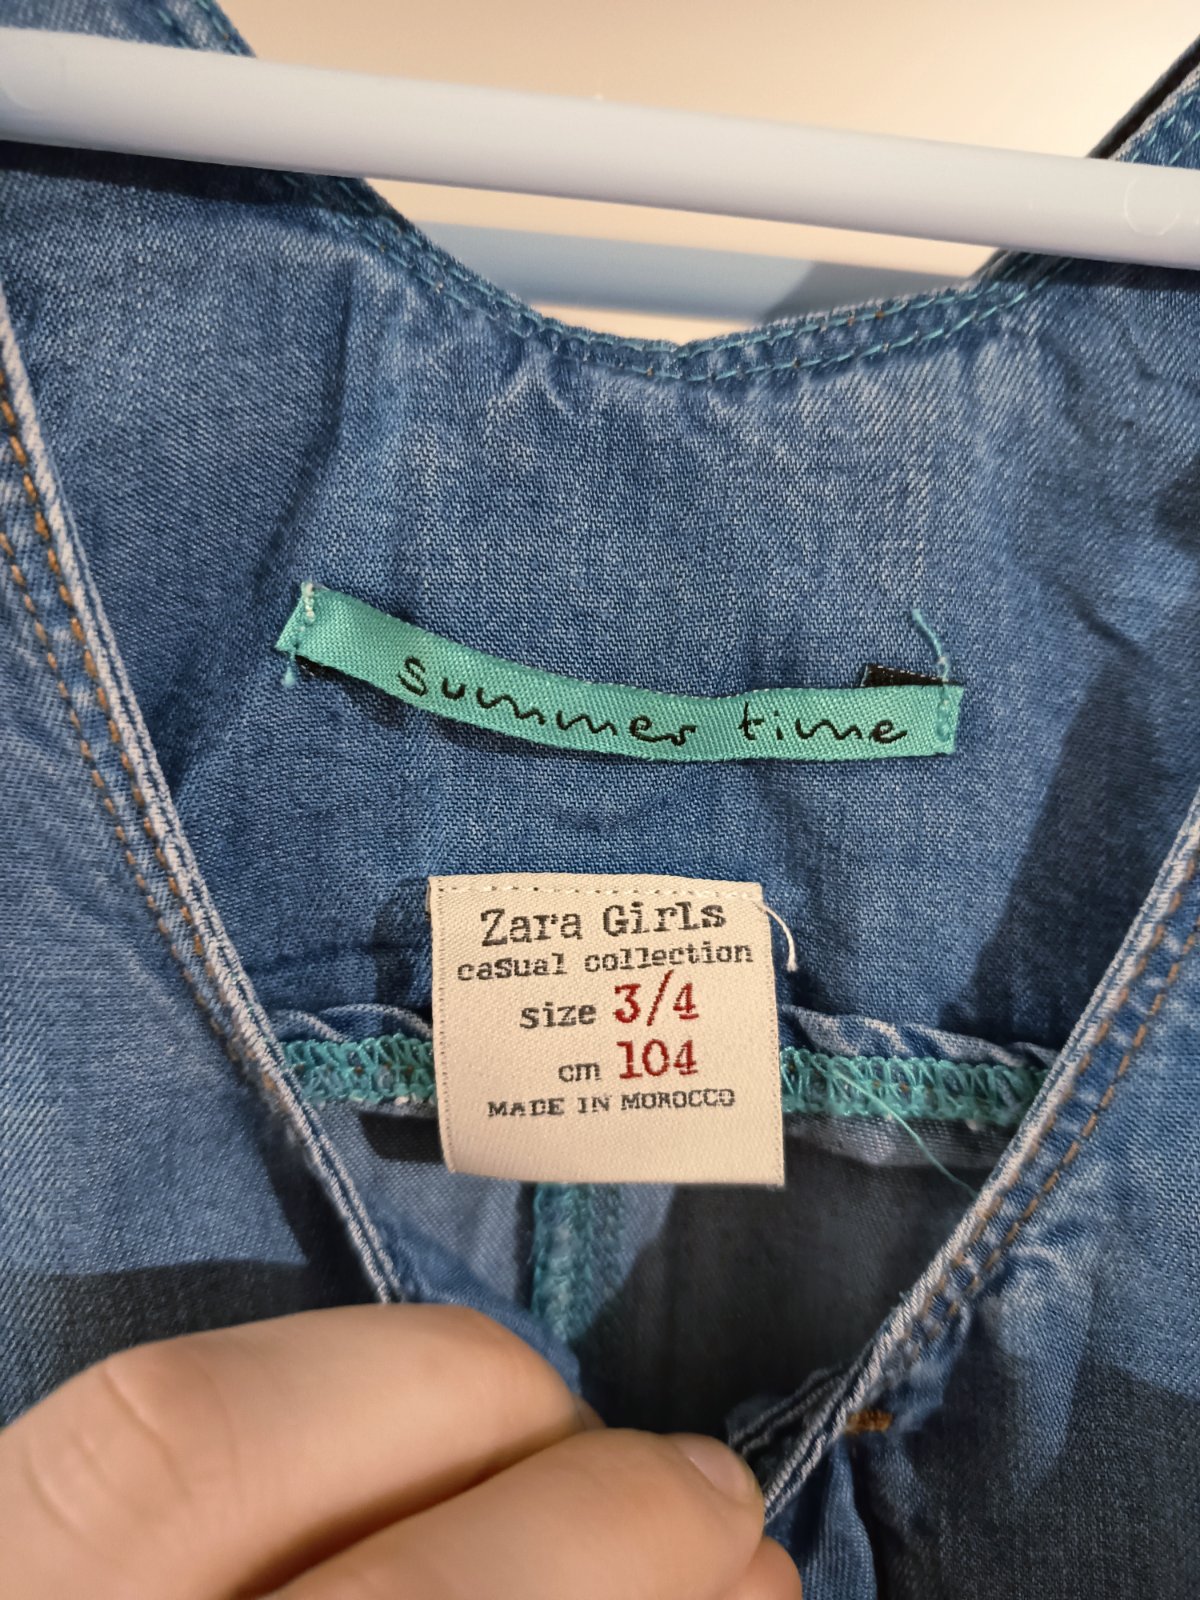 summer time
Zara Girls
casual collection
size 3/4
cm 104
MADE IN MOROCCO